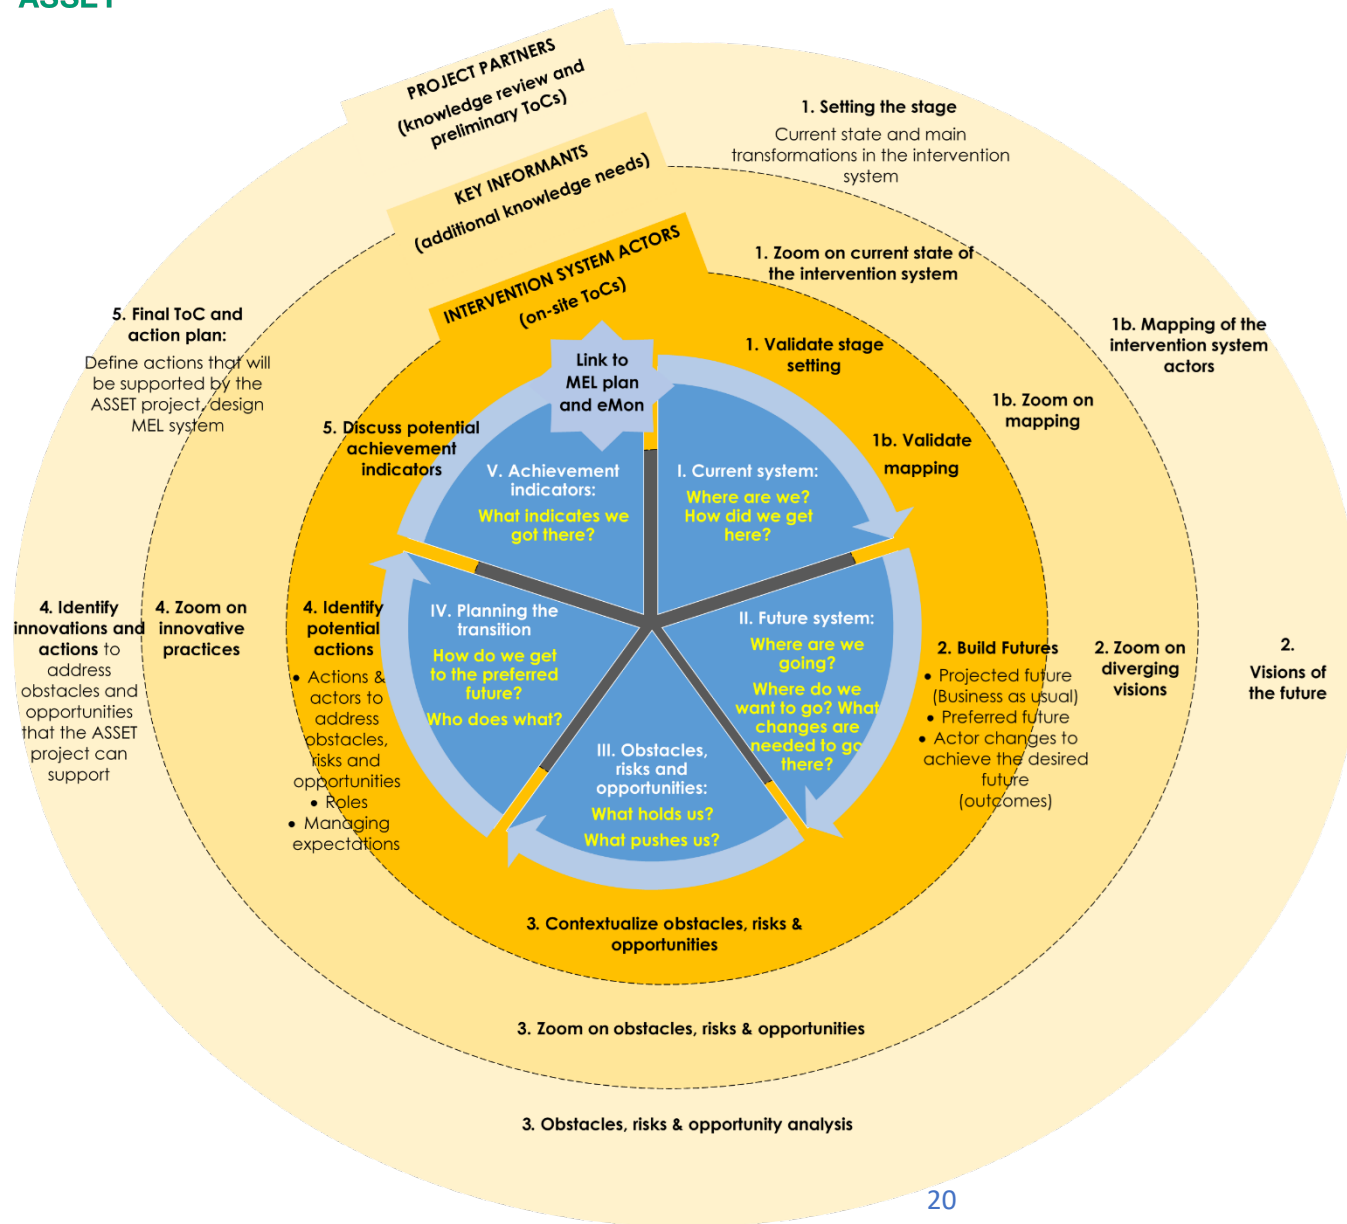 ASSET
PROJECT PARTNERS
(knowledge review and
preliminary ToCs)
KEY INFORMANTS
(additional knowledge needs)
INTERVENTION SYSTEM ACTORS
(on-site ToCs)
1. Setting the stage
Current state and main
transformations in the intervention
system
1. Zoom on current state of
the intervention system
1b. Mapping of the
intervention system
actors
1. Validate stage
setting
1b. Zoom on
mapping
1b. Validate
mapping
5. Final ToC and
action plan:
Define actions that will
be supported by the
ASSET project, design
MEL system
5. Discuss potential
achievement
indicators
Link to
MEL plan
and eMon
V. Achievement
indicators:
What indicates we
got there?
I. Current system:
Where are we?
How did we get
here?
II. Future system:
Where are we
going?
Where do we
want to go? What
changes are
needed to go
there?
III. Obstacles,
risks and
opportunities:
What holds us?
What pushes us?
IV. Planning the
transition
How do we get
to the preferred
future?
Who does what?
4. Identify
innovations and
actions to
address
obstacles and
opportunities
that the ASSET
project can
support
4. Zoom on
innovative
practices
4. Identify
potential
actions
• Actions &
actors to
address
obstacles,
risks and
opportunities
• Roles
• Managing
expectations
2. Build Futures
• Projected future
(Business as usual)
• Preferred future
• Actor changes to
achieve the desired
future
(outcomes)
2. Zoom on
diverging
visions
2.
Visions of
the future
3. Contextualize obstacles, risks &
opportunities
3. Zoom on obstacles, risks & opportunities
3. Obstacles, risks & opportunity analysis
20